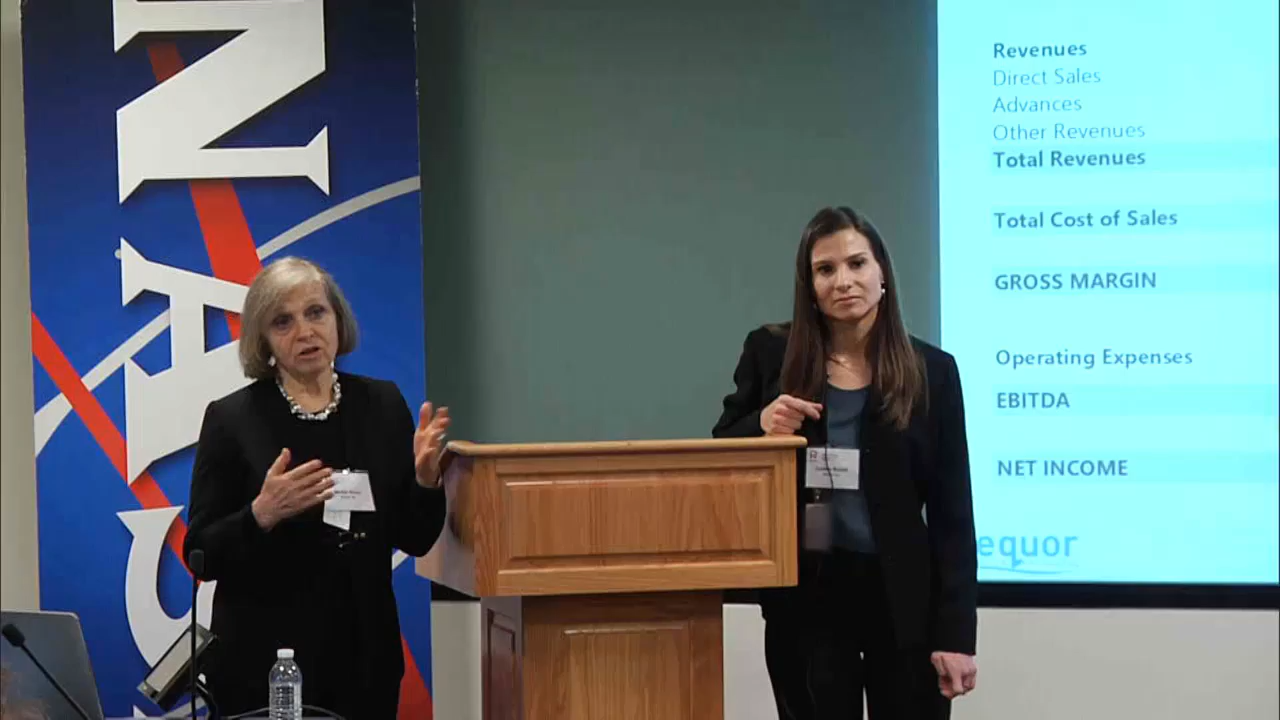 NAS
Revenues
Direct Sales
Advances
Other Revenues
Total Revenues
Total Cost of Sales
GROSS MARGIN
Operating Expenses
EBITDA
NET INCOME
equor